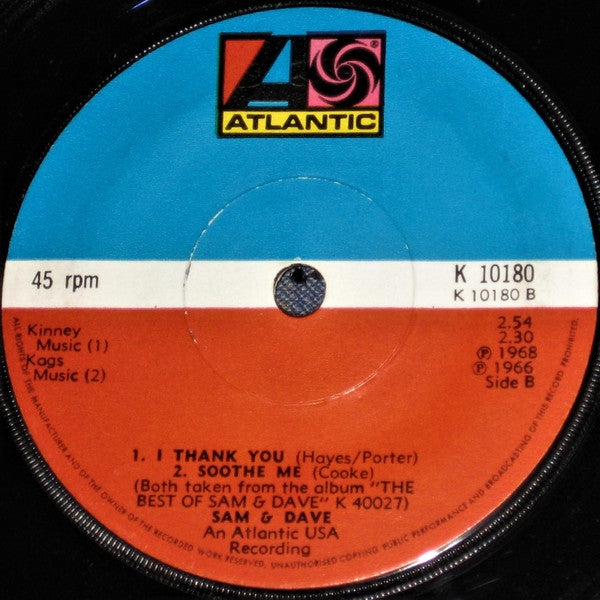 ATLANTIC
45 rpm
K 10180
K 10180 B
Kinney
Music (1)
Kags
Music (2)
2.54
2.30
℗ 1968
℗ 1966
Side B
1. I THANK YOU (Hayes/Porter)
2. SOOTHE ME (Cooke)
(Both taken from the album "THE
BEST OF SAM & DAVE" K 40027)
SAM & DAVE
An Atlantic USA
Recording
ALL RIGHTS OF THE MANUFACTURER AND OF THE OWNER OF THE RECORDED WORK RESERVED. UNAUTHORISED COPYING PUBLIC PERFORMANCE AND BROADCASTING OF THIS RECORD PROHIBITED.